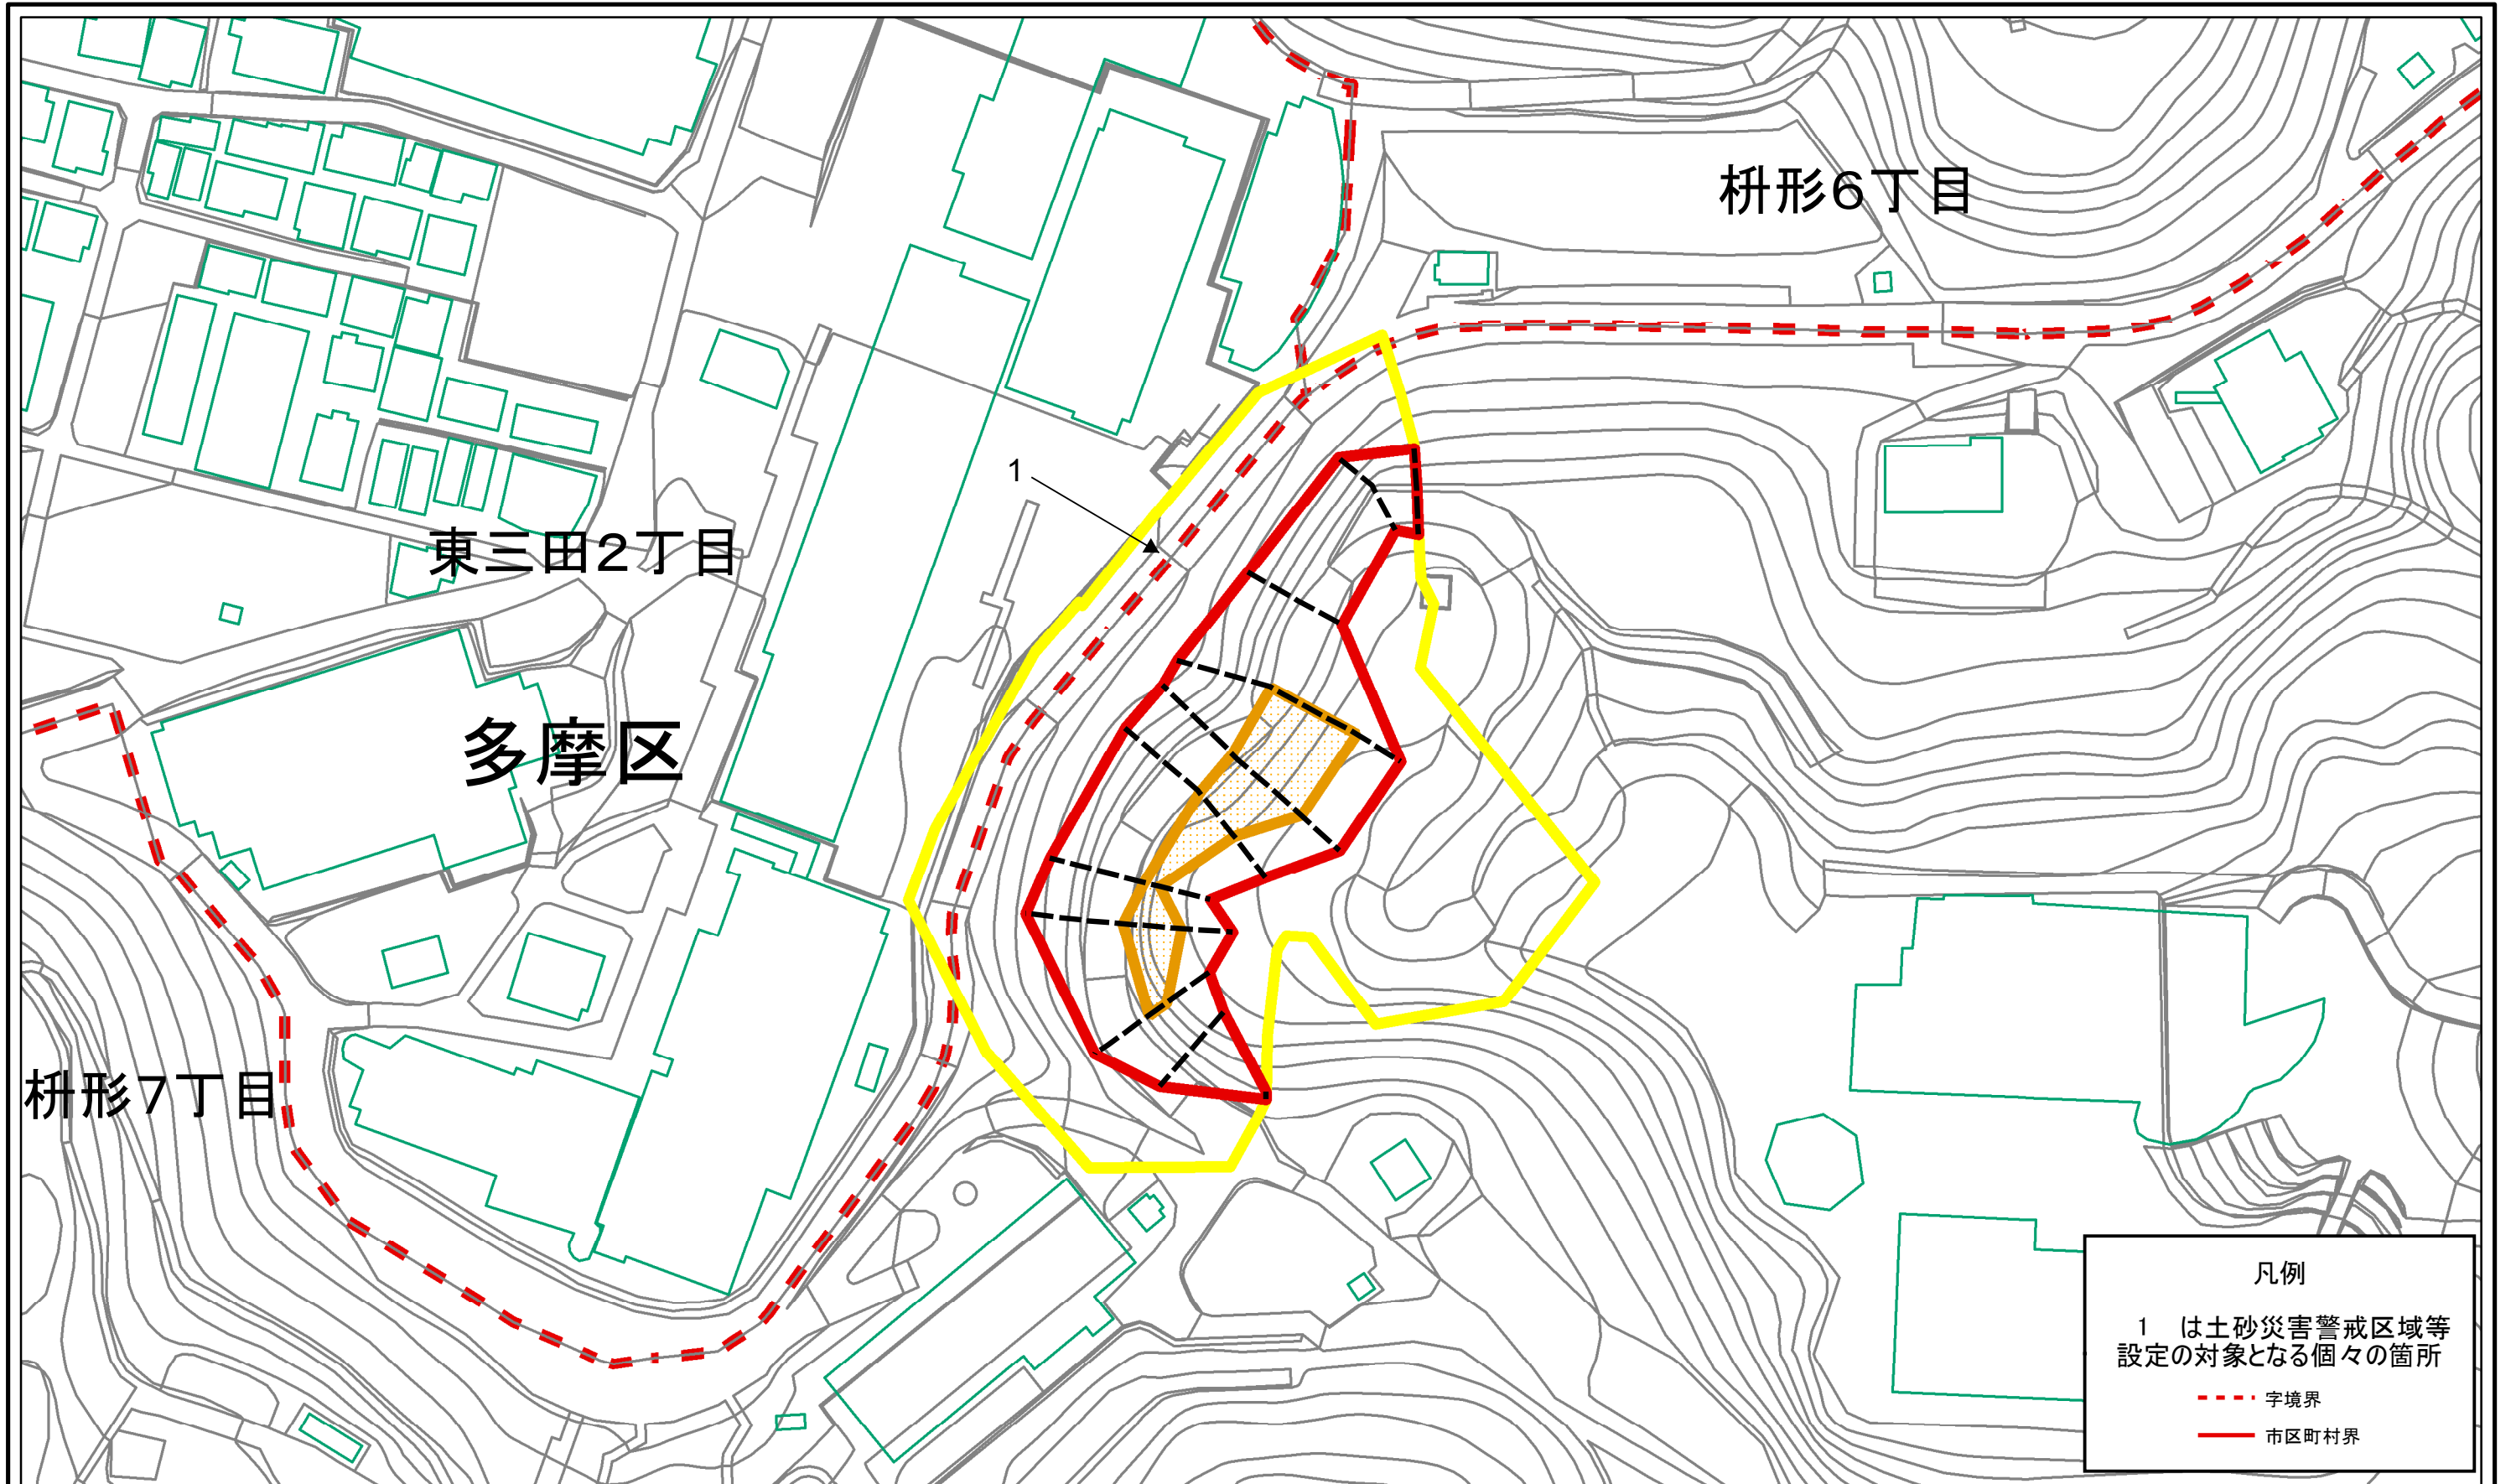 枡形6丁目
1
東三田2丁目
多摩区
枡形7丁目
凡例
1 は土砂災害警戒区域等
設定の対象となる個々の箇所
字境界
市区町村界